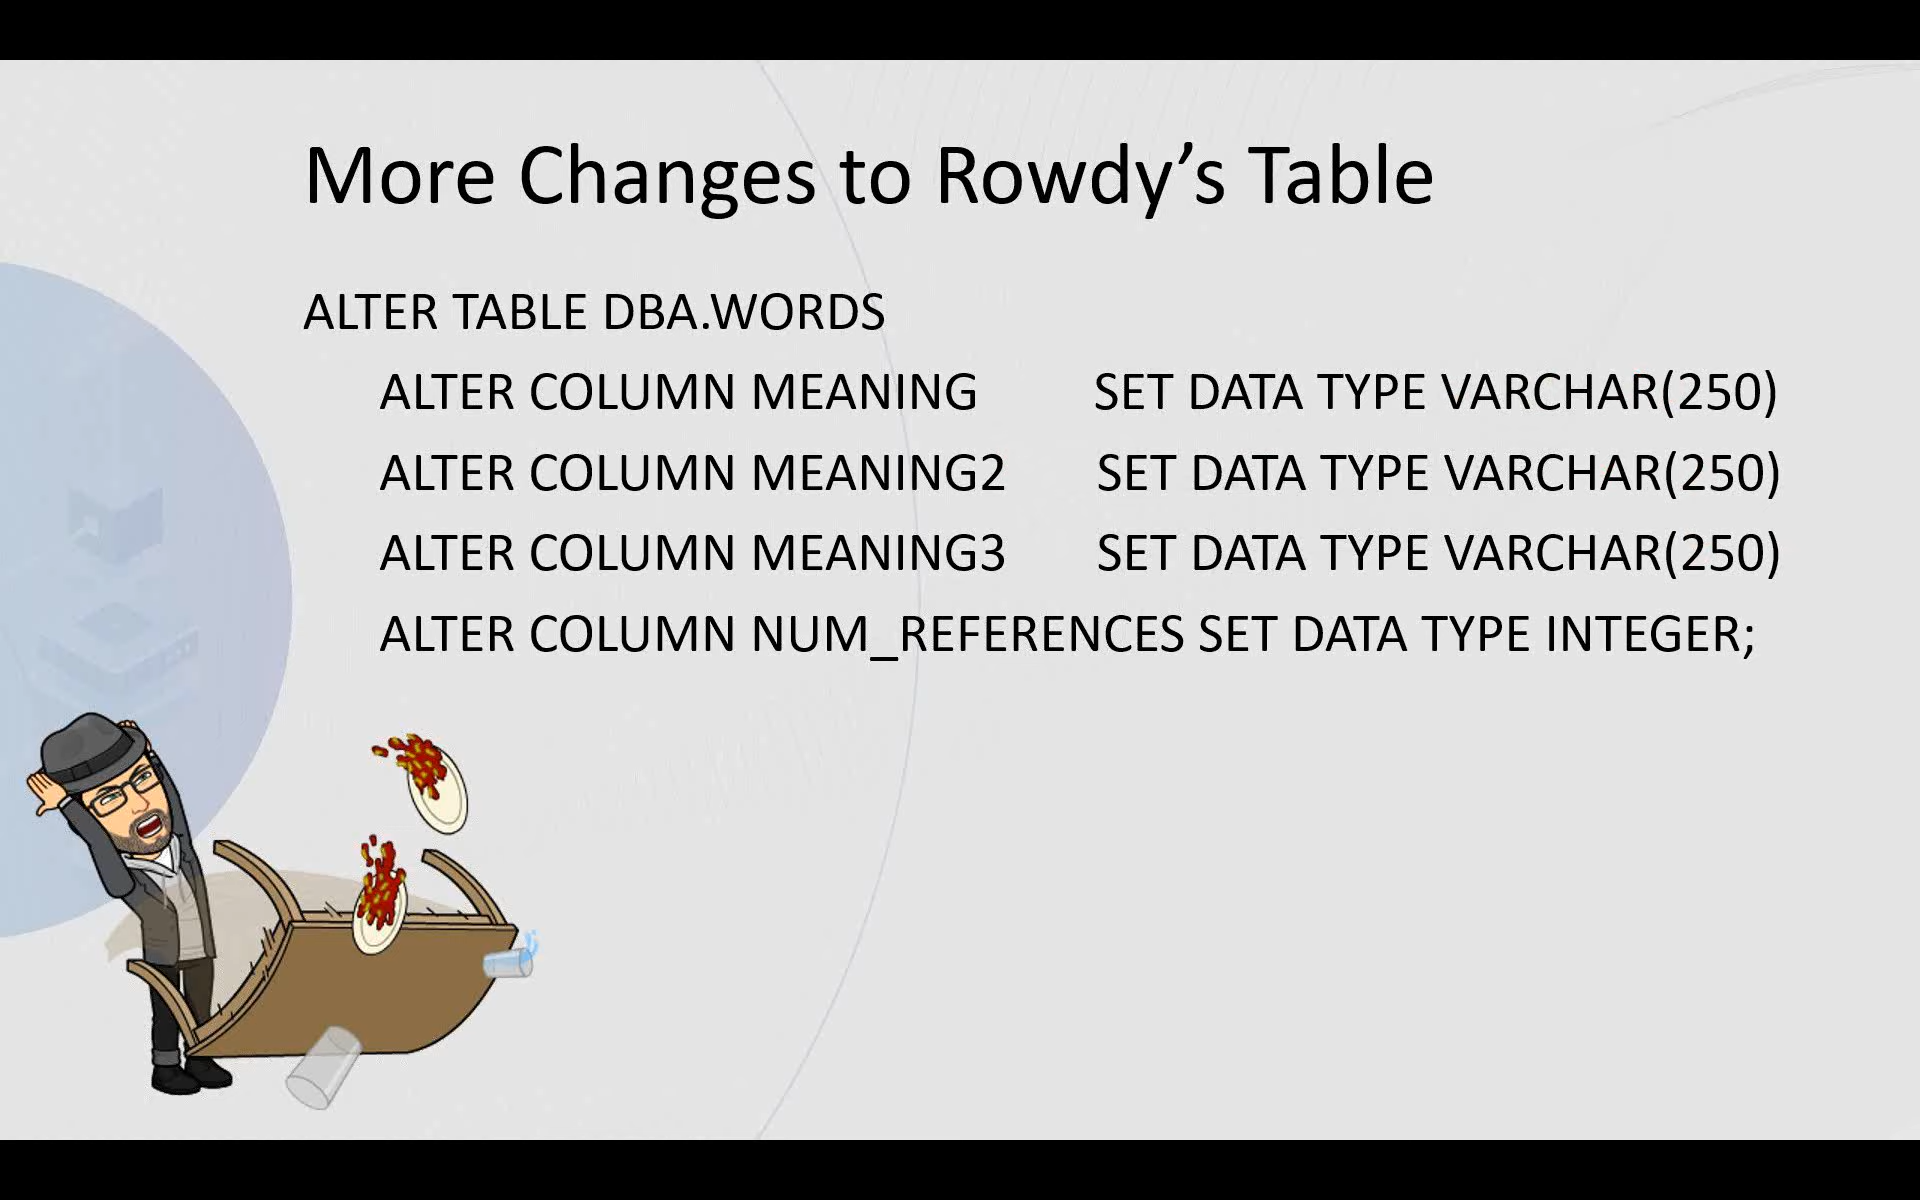 More Changes to Rowdy’s Table
ALTER TABLE DBA.WORDS
ALTER COLUMN MEANING SET DATA TYPE VARCHAR(250)
ALTER COLUMN MEANING2 SET DATA TYPE VARCHAR(250)
ALTER COLUMN MEANING3 SET DATA TYPE VARCHAR(250)
ALTER COLUMN NUM_REFERENCES SET DATA TYPE INTEGER;